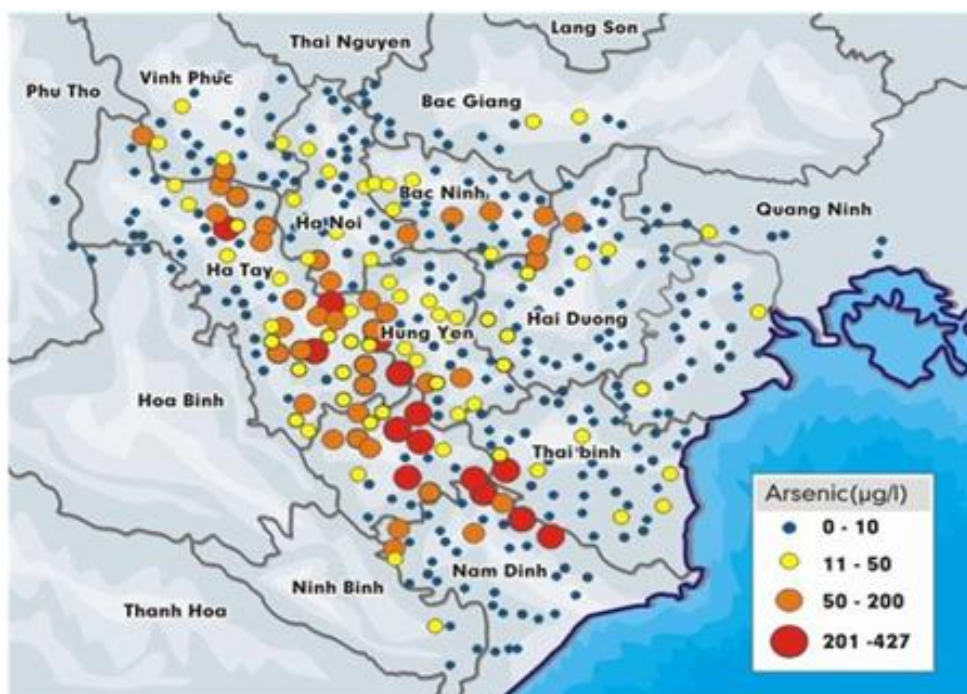 Lang Son
Thai Nguyen
Vinh Phuc
Phu Tho
Bac Giang
Bac Ninh
Quang Ninh
Ha Noi
Ha Tay
Hai Duong
Hung Yen
Hoa Binh
Thai binh
Nam Dinh
Ninh Binh
Thanh Hoa
Arsenic(µg/l)
0 - 10
11 - 50
50 - 200
201 -427